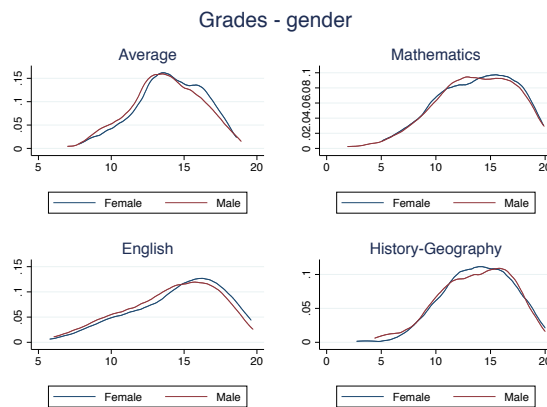 Grades - gender
Average
0 .05 .1 .15
5 10 15 20
Female Male
Mathematics
0 .02.04.06.08 .1
0 5 10 15 20
Female Male
English
0 .05 .1 .15
5 10 15 20
Female Male
History-Geography
0 .05 .1
0 5 10 15 20
Female Male